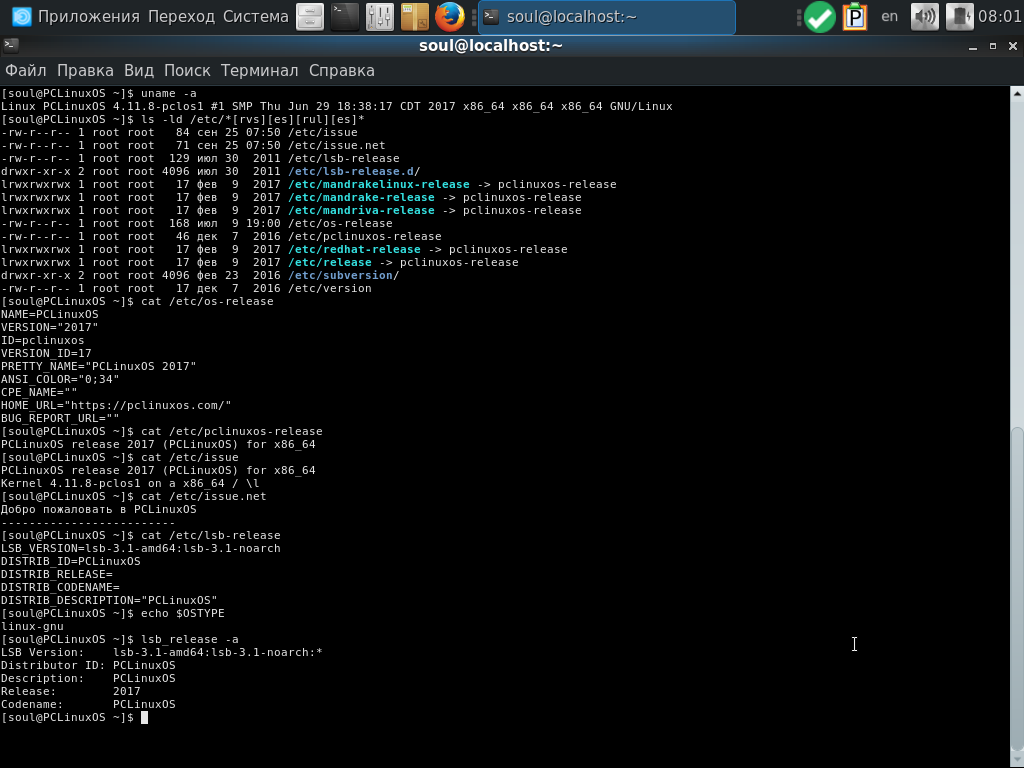 Приложения Переход Система soul@localhost:~ en 08:01
soul@localhost:~
Файл Правка Вид Поиск Терминал Справка
[soul@PCLinuxOS ~]$ uname -a
Linux PCLinuxOS 4.11.8-pclos1 #1 SMP Thu Jun 29 18:38:17 CDT 2017 x86_64 x86_64 x86_64 GNU/Linux
[soul@PCLinuxOS ~]$ ls -ld /etc/*[rvs][es][rul][es]*
-rw-r--r-- 1 root root   84 сен 25 07:50 /etc/issue
-rw-r--r-- 1 root root   71 сен 25 07:50 /etc/issue.net
-rw-r--r-- 1 root root  129 июл 30  2011 /etc/lsb-release
drwxr-xr-x 2 root root 4096 июл 30  2011 /etc/lsb-release.d/
lrwxrwxrwx 1 root root   17 фев  9  2017 /etc/mandrakelinux-release -> pclinuxos-release
lrwxrwxrwx 1 root root   17 фев  9  2017 /etc/mandrake-release -> pclinuxos-release
lrwxrwxrwx 1 root root   17 фев  9  2017 /etc/mandriva-release -> pclinuxos-release
-rw-r--r-- 1 root root  168 июл  9 19:00 /etc/os-release
-rw-r--r-- 1 root root   46 дек  7  2016 /etc/pclinuxos-release
lrwxrwxrwx 1 root root   17 фев  9  2017 /etc/redhat-release -> pclinuxos-release
lrwxrwxrwx 1 root root   17 фев  9  2017 /etc/release -> pclinuxos-release
drwxr-xr-x 2 root root 4096 фев 23  2016 /etc/subversion/
-rw-r--r-- 1 root root   17 дек  7  2016 /etc/version
[soul@PCLinuxOS ~]$ cat /etc/os-release
NAME=PCLinuxOS
VERSION="2017"
ID=pclinuxos
VERSION_ID=17
PRETTY_NAME="PCLinuxOS 2017"
ANSI_COLOR="0;34"
CPE_NAME=""
HOME_URL="https://pclinuxos.com/"
BUG_REPORT_URL=""
[soul@PCLinuxOS ~]$ cat /etc/pclinuxos-release
PCLinuxOS release 2017 (PCLinuxOS) for x86_64
[soul@PCLinuxOS ~]$ cat /etc/issue
PCLinuxOS release 2017 (PCLinuxOS) for x86_64
Kernel 4.11.8-pclos1 on a x86_64 / \l
[soul@PCLinuxOS ~]$ cat /etc/issue.net
Добро пожаловать в PCLinuxOS
-------------------------
[soul@PCLinuxOS ~]$ cat /etc/lsb-release
LSB_VERSION=lsb-3.1-amd64:lsb-3.1-noarch
DISTRIB_ID=PCLinuxOS
DISTRIB_RELEASE=
DISTRIB_CODENAME=
DISTRIB_DESCRIPTION="PCLinuxOS"
[soul@PCLinuxOS ~]$ echo $OSTYPE
linux-gnu
[soul@PCLinuxOS ~]$ lsb_release -a
LSB Version:    lsb-3.1-amd64:lsb-3.1-noarch:*
Distributor ID: PCLinuxOS
Description:    PCLinuxOS
Release:        2017
Codename:       PCLinuxOS
[soul@PCLinuxOS ~]$